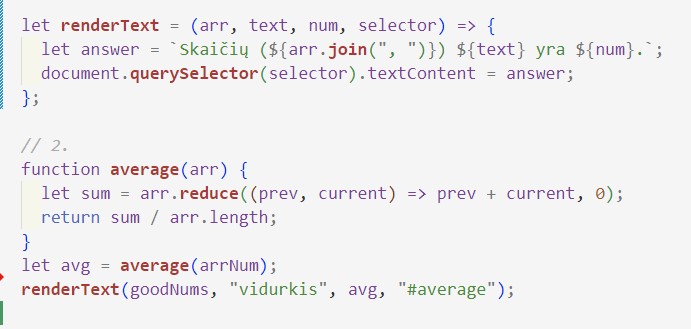 let renderText = (arr, text, num, selector) => {
  let answer = `Skaičių (${arr.join(", ")}) ${text} yra ${num}.`;
  document.querySelector(selector).textContent = answer;
};
// 2.
function average(arr) {
  let sum = arr.reduce((prev, current) => prev + current, 0);
  return sum / arr.length;
}
let avg = average(arrNum);
renderText(goodNums, "vidurkis", avg, "#average");